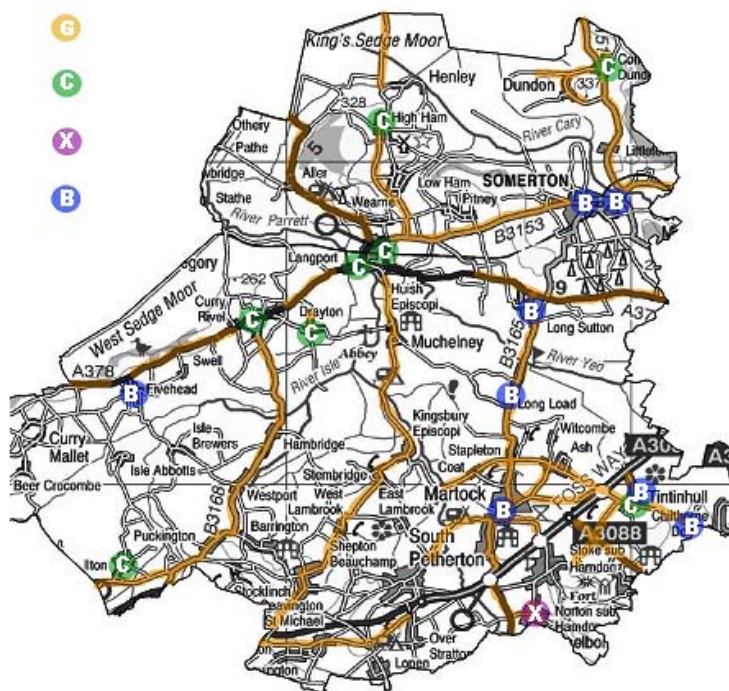 G
King's Sedge Moor
Henley
C
Dundon
337
C
328
C
High Ham
River Cary
Othery
Pathe
X
5
Aller
Low Ham
SOMERTON
Stathe
Wearne
Pitney
B
B
B
River Parrett
B3153
Langport
C
C
262
Huish
Episcopi
West Sedge Moor
Curry
Rivel
C
Drayton
C
B
Long Sutton
B3165
Abbey
Muchelney
River Yeo
A378
Swell
River Isle
B
Fivehead
B
Long Load
Kingsbury
Episcopi
Witcombe
Ash
Curry
Mallet
Isle
Brewers
Hambridge
Stapleton
Coat
Isle Abbotts
Stembridge
Beer Crocombe
B3168
Westport
West
Lambrook
East
Lambrook
Martock
B
FOSS WAY
B
C
Tintinhull
B
Barrington
Puckington
South
Petherton
A3088
Shepton
Beauchamp
Stoke sub
Hamdon
C
Stocklinch
Fort
St Michael
X
Norton sub
Hamdon
Over
Stratton
Lopen